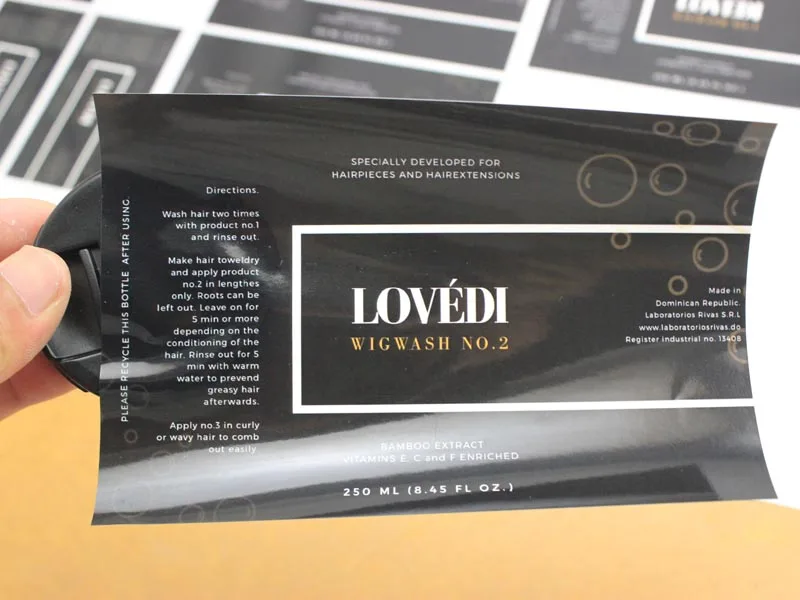 PLEASE RECYCLE THIS BOTTLE AFTER USING.
Directions.
Wash hair two times
with product no.1
and rinse out.
Make hair toweldry
and apply product
no.2 in lengthes
only. Roots can be
left out. Leave on for
5 min or more
depending on the
conditioning of the
hair. Rinse out for 5
min with warm
water to prevend
greasy hair
afterwards.
Apply no.3 in curly
or wavy hair to comb
out easily
SPECIALLY DEVELOPED FOR
HAIRPIECES AND HAIREXTENSIONS
LOVÉDI
WIGWASH NO.2
BAMBOO EXTRACT
VITAMINS E, C and F ENRICHED
250 ML (8.45 FL OZ.)
Made in
Dominican Republic.
Laboratorios Rivas S.R.L
www.laboratoriosrivas.do
Register industrial no. 13408